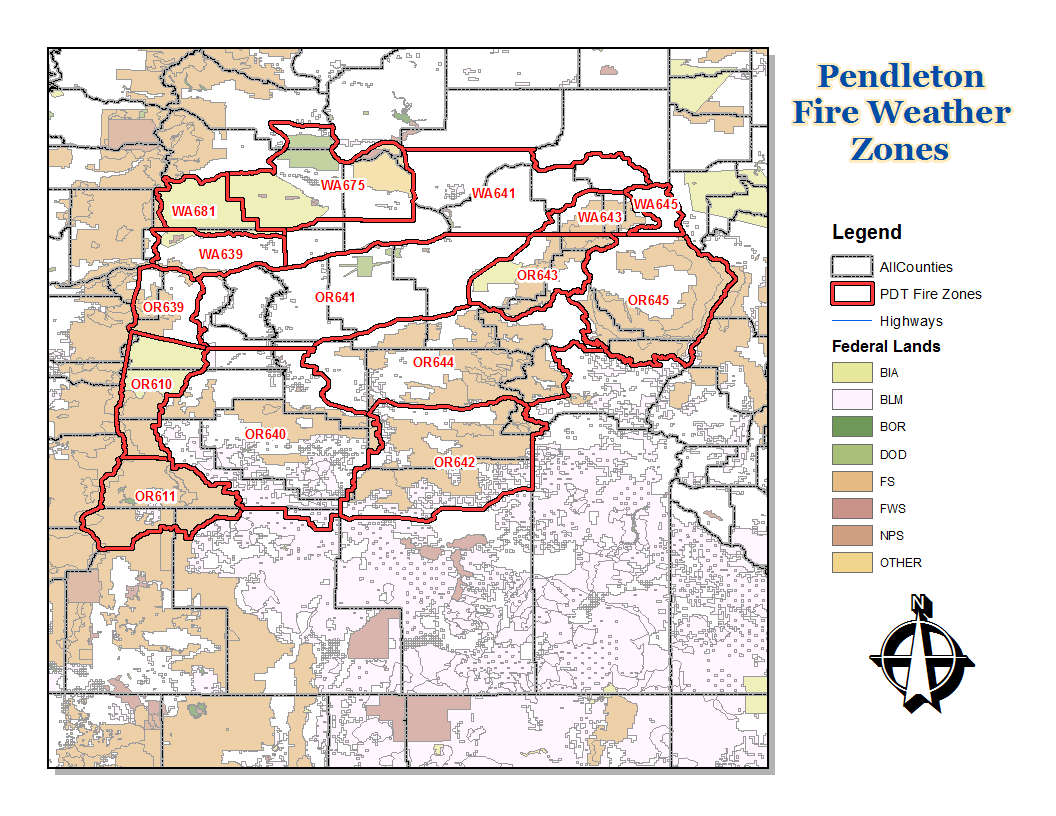 Pendleton
Fire Weather
Zones
WA675
WA641
WA681
WA645
WA643
WA639
OR643
OR641
OR645
OR639
OR644
OR610
OR640
OR642
OR611
Legend
AllCounties
PDT Fire Zones
Highways
Federal Lands
BIA
BLM
BOR
DOD
FS
FWS
NPS
OTHER
N